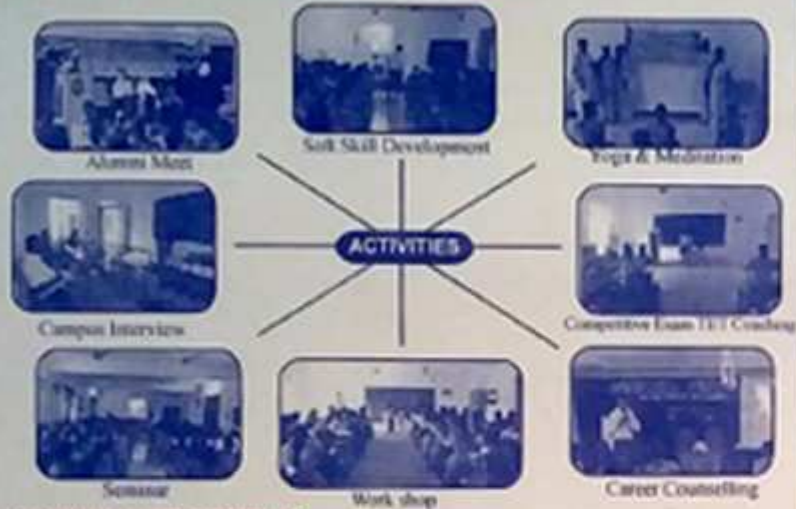 Alumni Meet
Soft Skill Development
Yoga & Meditation
ACTIVITIES
Campus Interview
Competitive Exam TET Coaching
Seminar
Work shop
Career Counselling